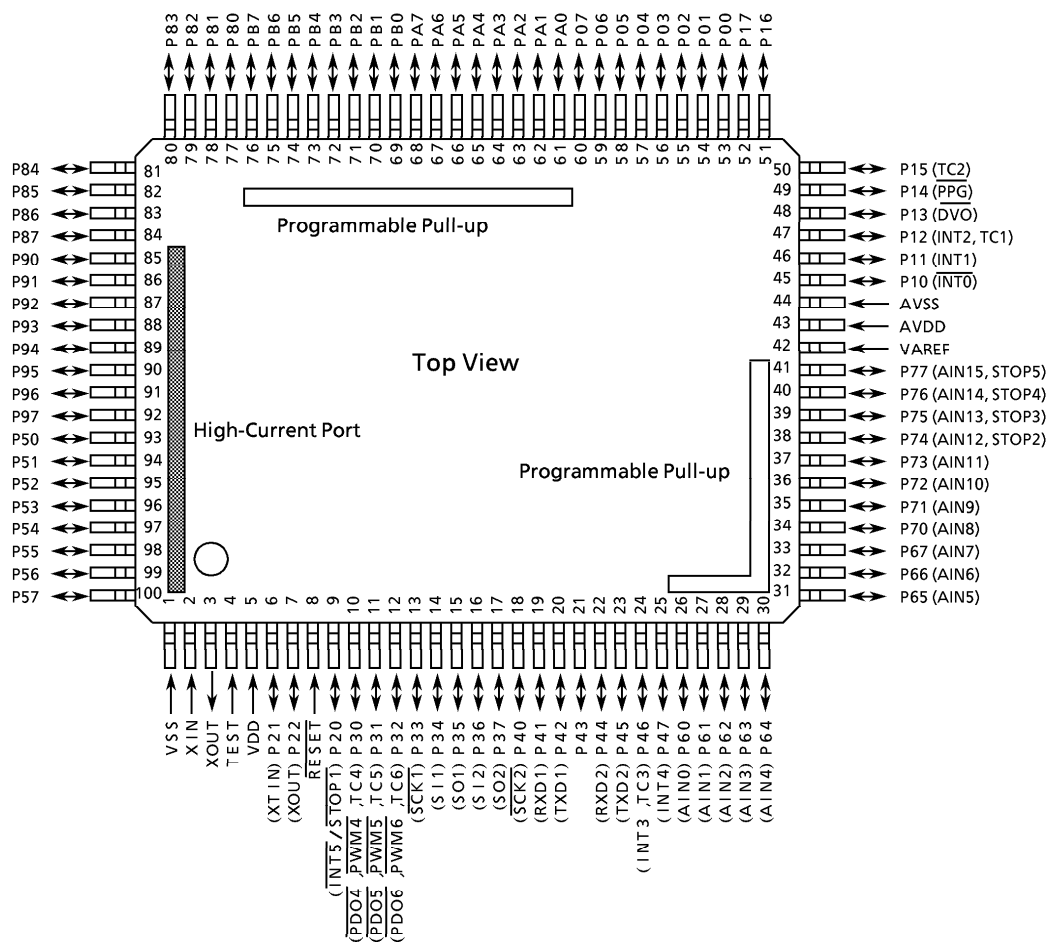 P83 P82 P81 P80 PB7 PB6 PB5 PB4 PB3 PB2 PB1 PB0 PA7 PA6 PA5 PA4 PA3 PA2 PA1 PA0 P07 P06 P05 P04 P03 P02 P01 P00 P17 P16
80 79 78 77 76 75 74 73 72 71 70 69 68 67 66 65 64 63 62 61 60 59 58 57 56 55 54 53 52 51
P84 81
P85 82
P86 83
P87 84
P90 85
P91 86
P92 87
P93 88
P94 89
P95 90
P96 91
P97 92
P50 93
P51 94
P52 95
P53 96
P54 97
P55 98
P56 99
P57 100
Programmable Pull-up
Top View
High-Current Port
Programmable Pull-up
50 P15 (TC2)
49 P14 (PPG)
48 P13 (DVO)
47 P12 (INT2, TC1)
46 P11 (INT1)
45 P10 (INT0)
44 AVSS
43 AVDD
42 VAREF
41 P77 (AIN15, STOP5)
40 P76 (AIN14, STOP4)
39 P75 (AIN13, STOP3)
38 P74 (AIN12, STOP2)
37 P73 (AIN11)
36 P72 (AIN10)
35 P71 (AIN9)
34 P70 (AIN8)
33 P67 (AIN7)
32 P66 (AIN6)
31 P65 (AIN5)
1 2 3 4 5 6 7 8 9 10 11 12 13 14 15 16 17 18 19 20 21 22 23 24 25 26 27 28 29 30
VSS
XIN
XOUT
TEST
VDD
(XTIN) P21
(XOUT) P22
RESET
(INT5/STOP1) P20
(PDO4 ,PWM4 ,TC4) P30
(PDO5 ,PWM5 ,TC5) P31
(PDO6 ,PWM6 ,TC6) P32
(SCK1) P33
(SI1) P34
(SO1) P35
(SI2) P36
(SO2) P37
(SCK2) P40
(RXD1) P41
(TXD1) P42
P43
(RXD2) P44
(TXD2) P45
(INT3 ,TC3) P46
(INT4) P47
(AIN0) P60
(AIN1) P61
(AIN2) P62
(AIN3) P63
(AIN4) P64